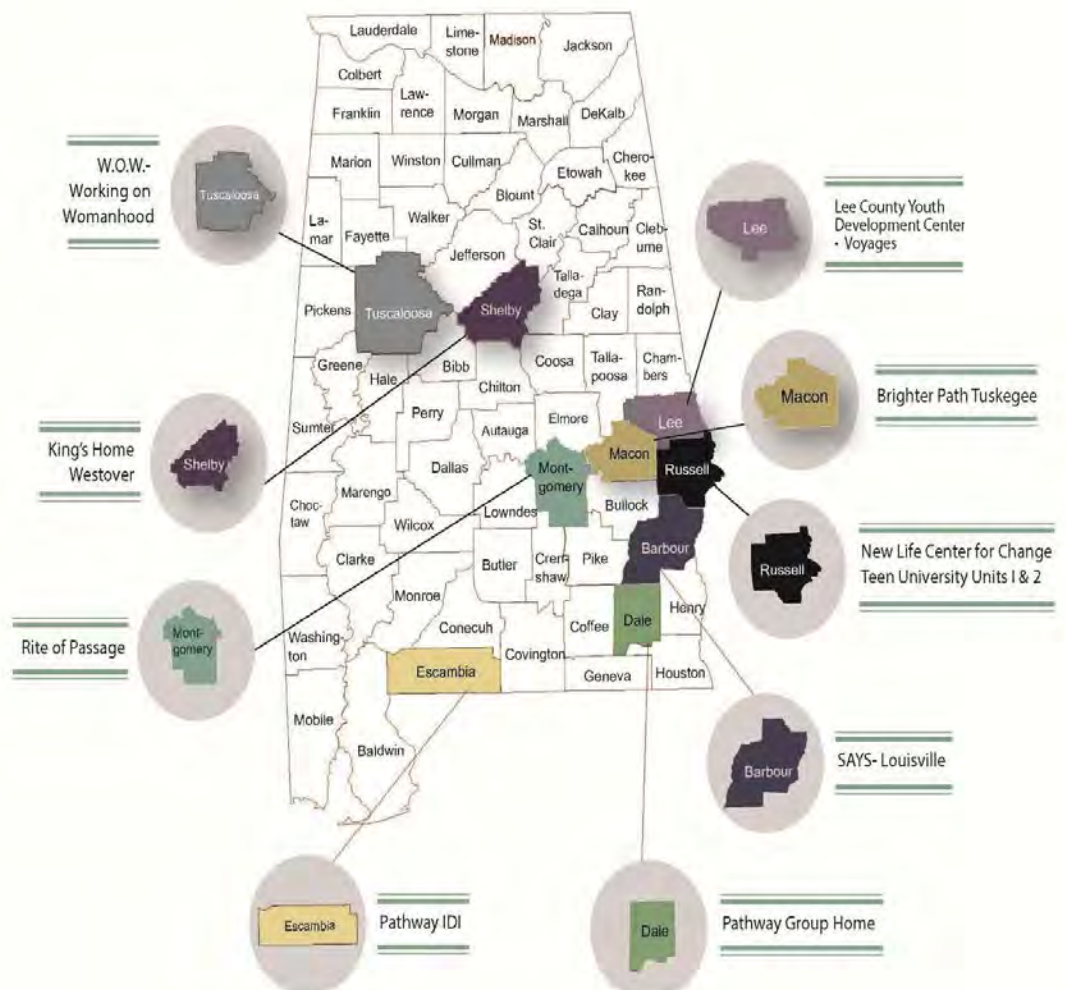 Lauderdale
Lime-
stone
Madison
Jackson
Colbert
Franklin
Law-
rence
Morgan
Marshall
DeKalb
Marion
Winston
Cullman
Etowah
Chero-
kee
Blount
Walker
La-
mar
Fayette
St.
Clair
Calhoun
Cleb-
urne
Jefferson
Talla-
dega
Pickens
Tuscaloosa
Shelby
Clay
Ran-
dolph
Greene
Hale
Bibb
Coosa
Talla-
poosa
Cham-
bers
Chilton
Sumter
Perry
Autauga
Elmore
Lee
Macon
Russell
Dallas
Mont-
gomery
Marengo
Lowndes
Bullock
Choc-
taw
Wilcox
Barbour
Clarke
Butler
Cren-
shaw
Pike
Monroe
Henry
Dale
Coffee
Conecuh
Washing-
ton
Covington
Escambia
Geneva
Houston
Mobile
Baldwin
W.O.W.-
Working on
Womanhood
Tuscaloosa
King's Home
Westover
Shelby
Rite of Passage
Mont-
gomery
Escambia
Pathway IDI
Dale
Pathway Group Home
Barbour
SAYS- Louisville
Russell
New Life Center for Change
Teen University Units I & 2
Macon
Brighter Path Tuskegee
Lee
Lee County Youth
Development Center
- Voyages